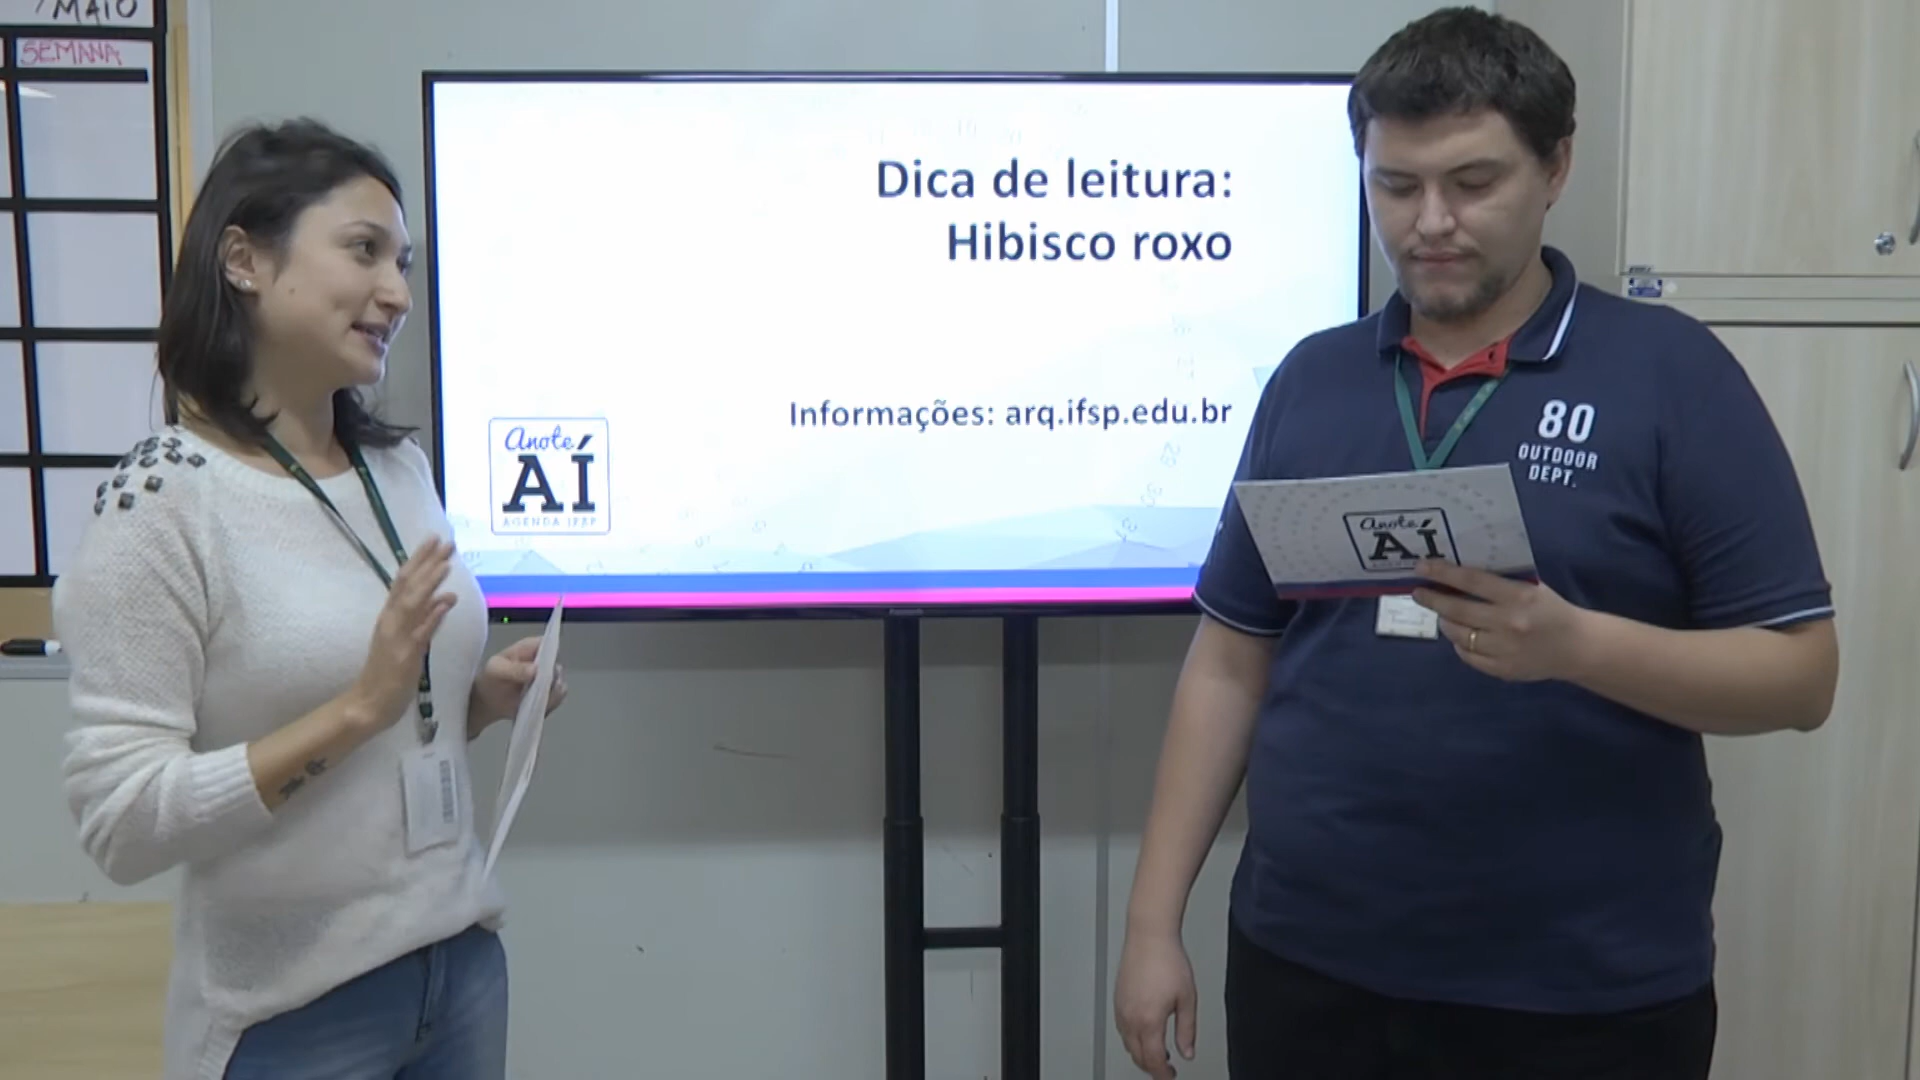 MAIO
SEMANA
Dica de leitura:
Hibisco roxo
Informações: arq.ifsp.edu.br
Anote
AÍ
AGENDA IFSP
80
OUTDOOR
DEPT.
Anote
AÍ
AGENDA